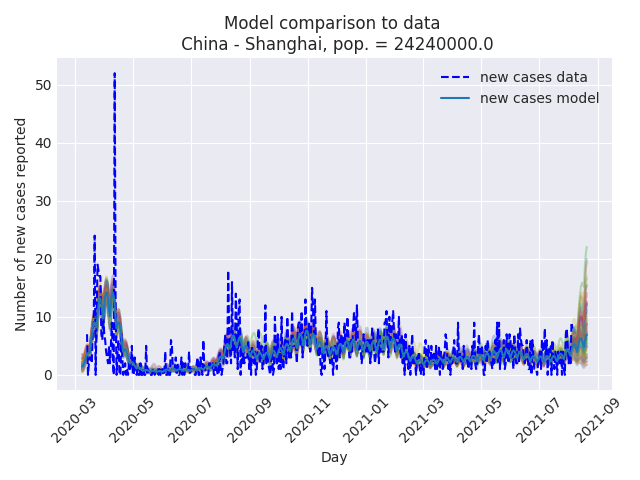 Model comparison to data
China - Shanghai, pop. = 24240000.0
new cases data
new cases model
Number of new cases reported
50
40
30
20
10
0
2020-03
2020-05
2020-07
2020-09
2020-11
2021-01
2021-03
2021-05
2021-07
2021-09
Day